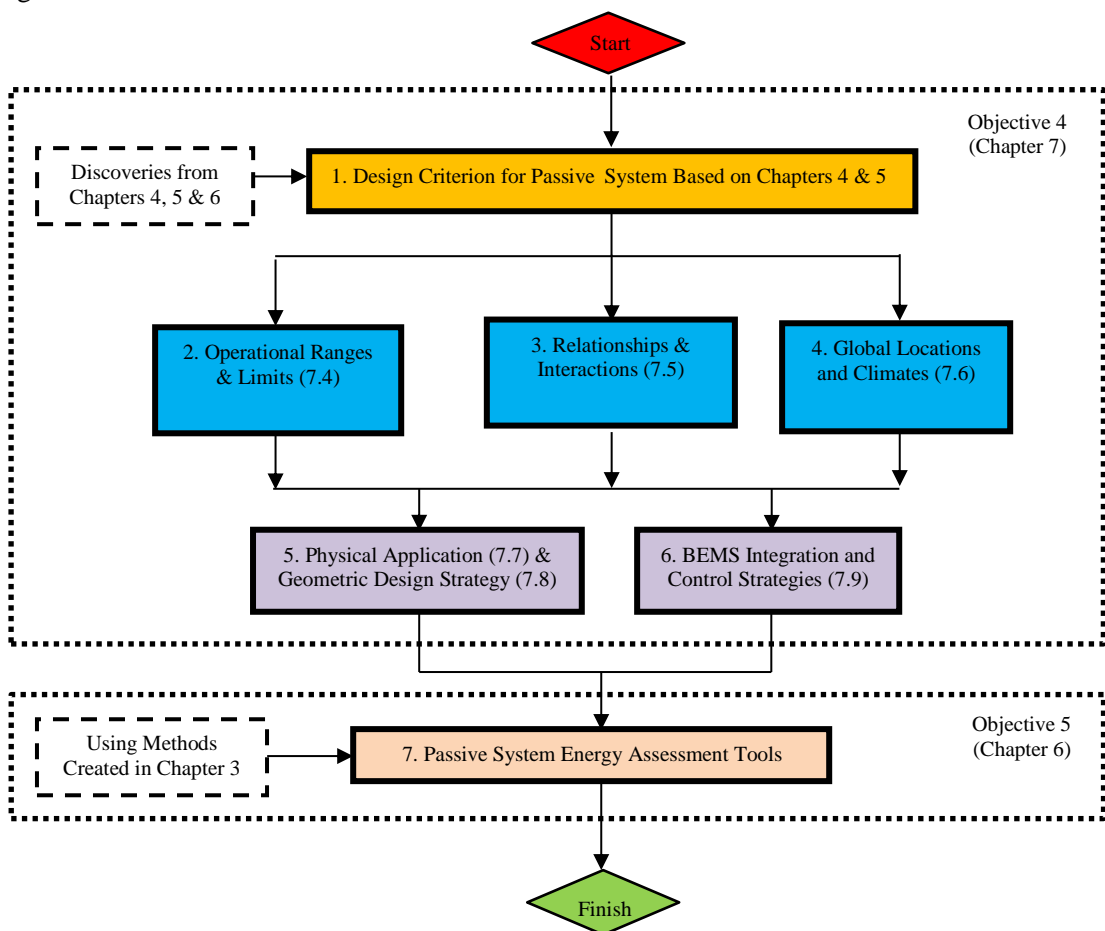 Start
Objective 4
(Chapter 7)
Discoveries from
Chapters 4, 5 & 6
1. Design Criterion for Passive System Based on Chapters 4 & 5
2. Operational Ranges
& Limits (7.4)
3. Relationships &
Interactions (7.5)
4. Global Locations
and Climates (7.6)
5. Physical Application (7.7) &
Geometric Design Strategy (7.8)
6. BEMS Integration and
Control Strategies (7.9)
Objective 5
(Chapter 6)
Using Methods
Created in Chapter 3
7. Passive System Energy Assessment Tools
Finish